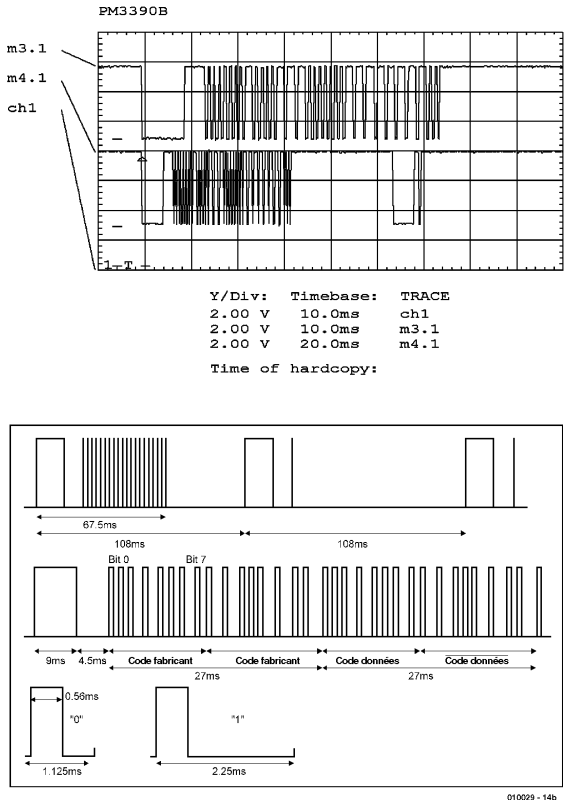 PM3390B
m3.1
m4.1
ch1
1-T -
Y/Div: Timebase: TRACE
2.00 V 10.0ms ch1
2.00 V 10.0ms m3.1
2.00 V 20.0ms m4.1
Time of hardcopy:
67.5ms
108ms 108ms
Bit 0 Bit 7
9ms 4.5ms Code fabricant Code fabricant Code données Code données
27ms 27ms
0.56ms
"0" "1"
1.125ms 2.25ms
010029 - 14b